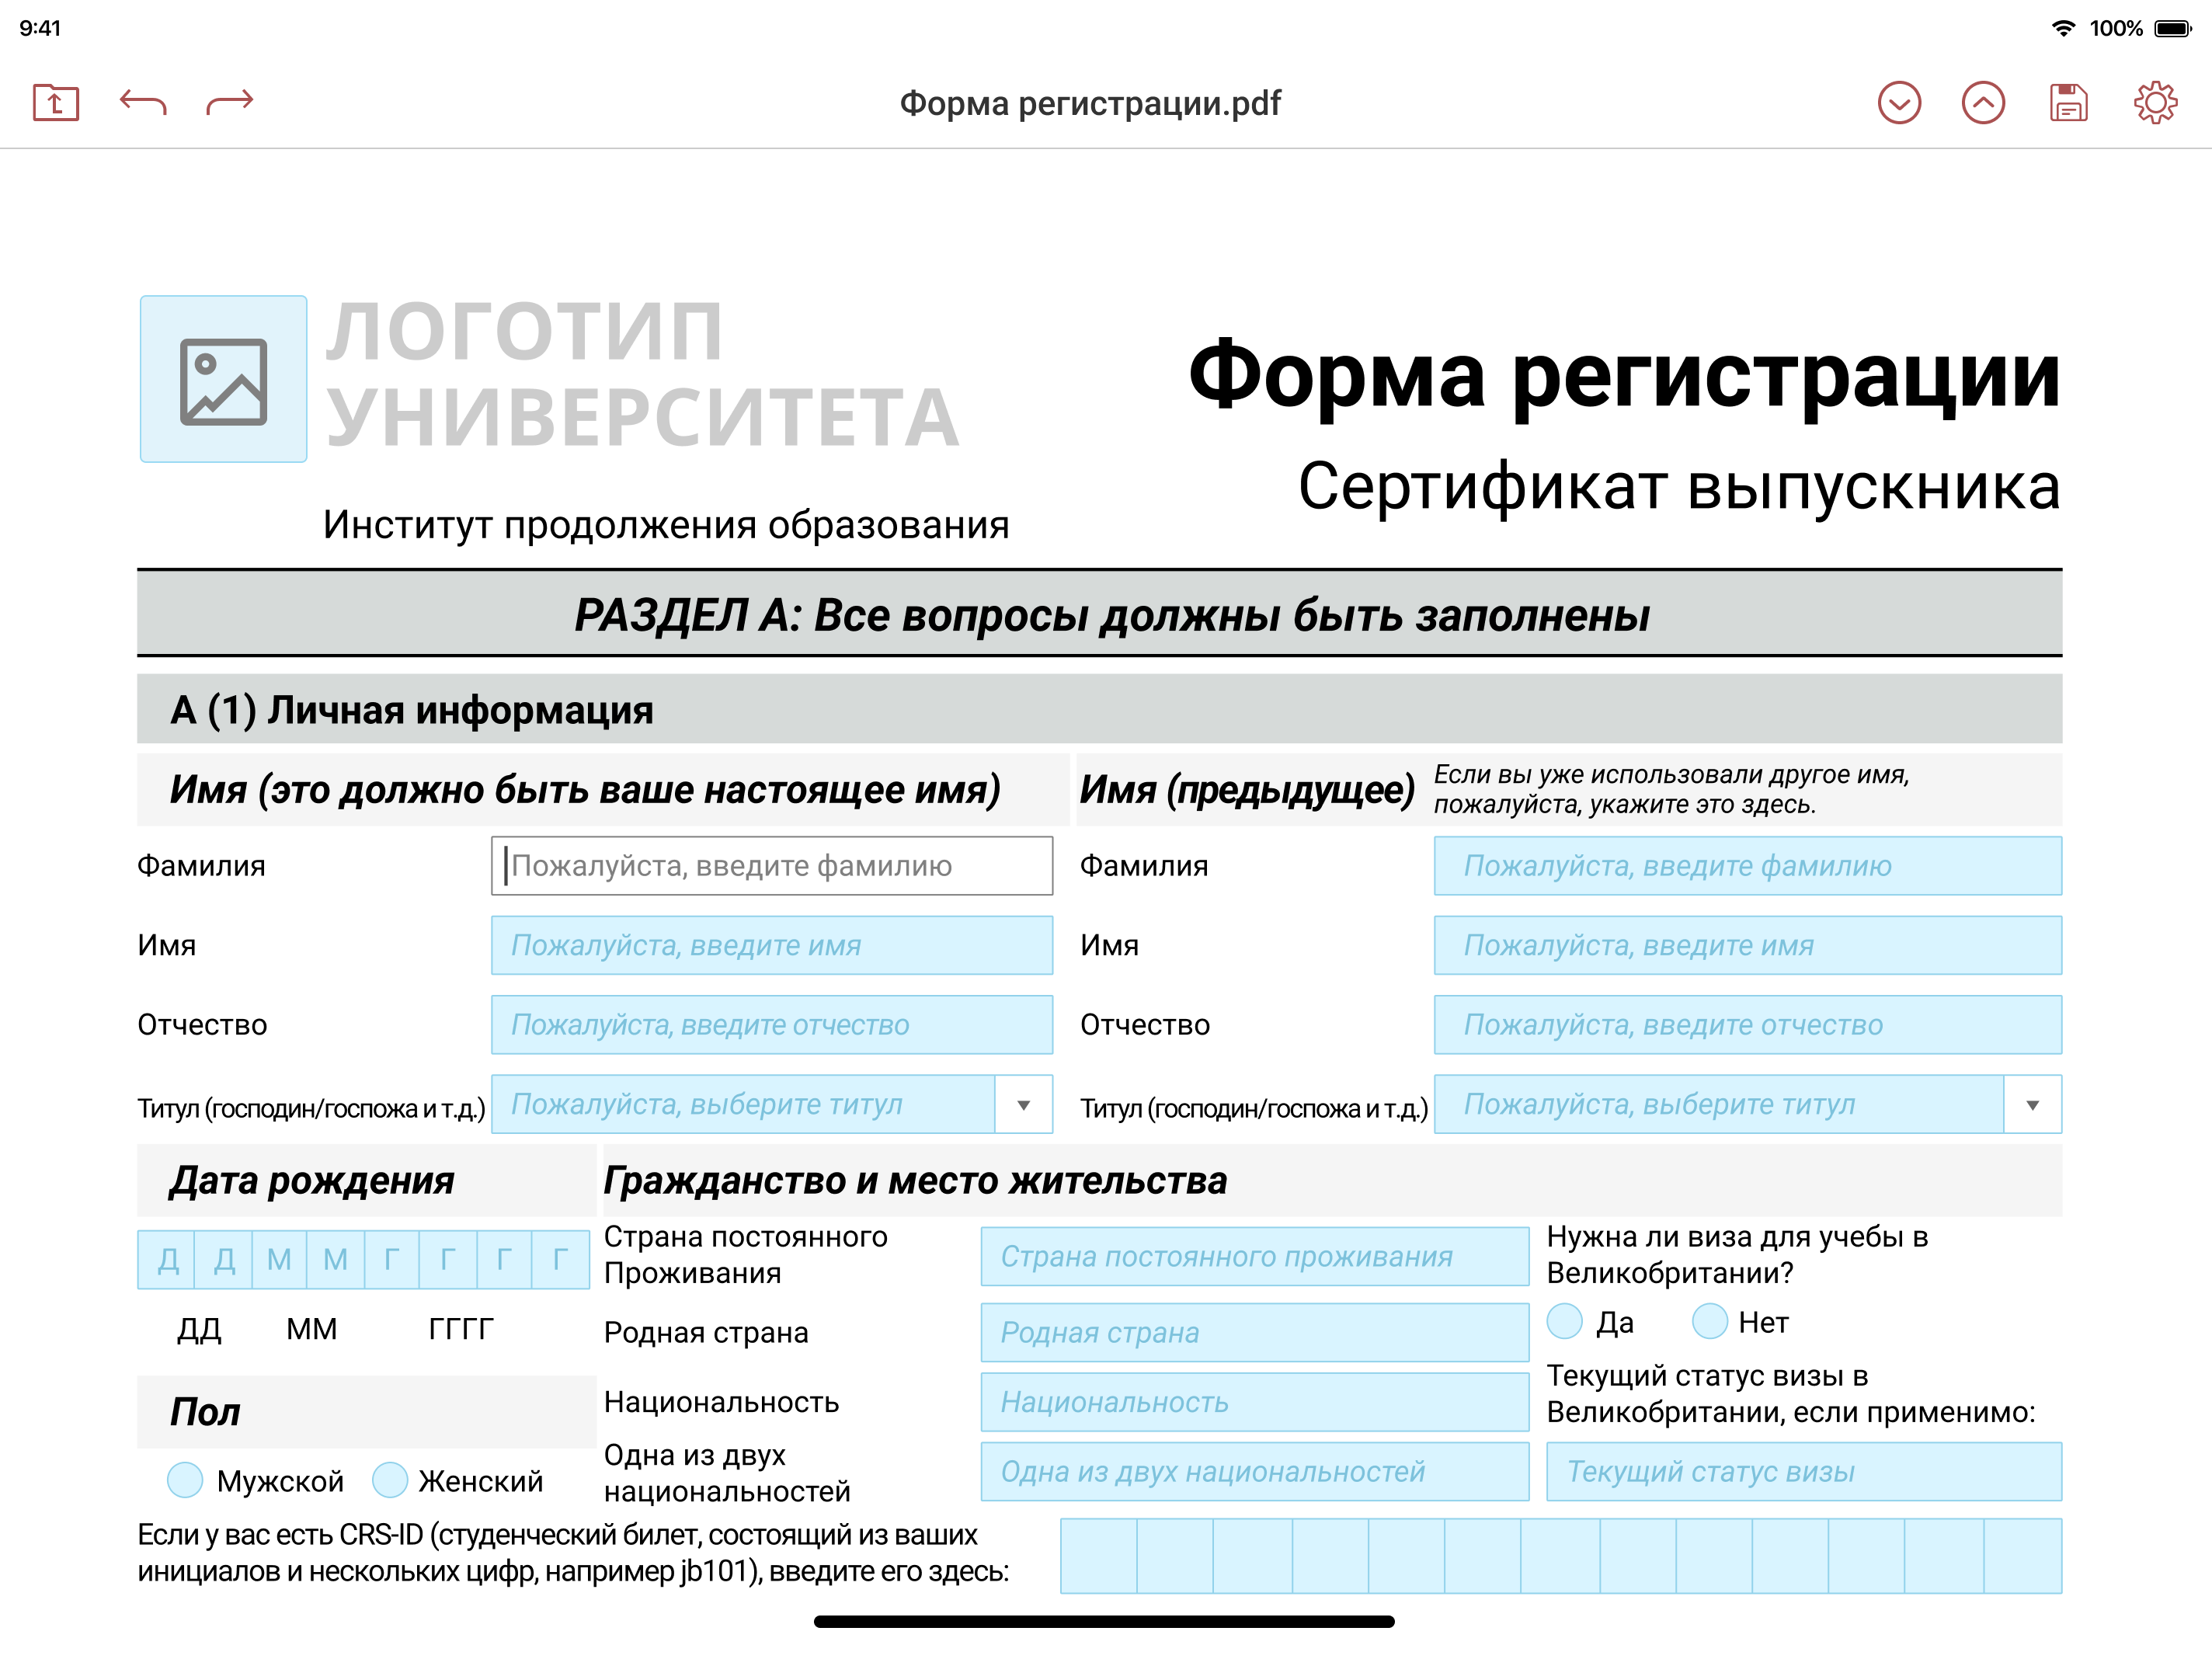 9:41
100%
Форма регистрации.pdf
ЛОГОТИП
УНИВЕРСИТЕТА
Институт продолжения образования
Форма регистрации
Сертификат выпускника
РАЗДЕЛ А: Все вопросы должны быть заполнены
А (1) Личная информация
Имя (это должно быть ваше настоящее имя)
Имя (предыдущее)
Если вы уже использовали другое имя,
пожалуйста, укажите это здесь.
Фамилия
Пожалуйста, введите фамилию
Фамилия
Пожалуйста, введите фамилию
Имя
Пожалуйста, введите имя
Имя
Пожалуйста, введите имя
Отчество
Пожалуйста, введите отчество
Отчество
Пожалуйста, введите отчество
Титул (господин/госпожа и т.д.)
Пожалуйста, выберите титул
Титул (господин/госпожа и т.д.)
Пожалуйста, выберите титул
Дата рождения
Д Д М М Г Г Г Г
ДД ММ ГГГГ
Пол
Мужской
Женский
Гражданство и место жительства
Страна постоянного
Проживания
Страна постоянного проживания
Родная страна
Родная страна
Национальность
Национальность
Одна из двух
национальностей
Одна из двух национальностей
Нужна ли виза для учебы в
Великобритании?
Да
Нет
Текущий статус визы в
Великобритании, если применимо:
Текущий статус визы
Если у вас есть CRS-ID (студенческий билет, состоящий из ваших
инициалов и нескольких цифр, например jb101), введите его здесь: